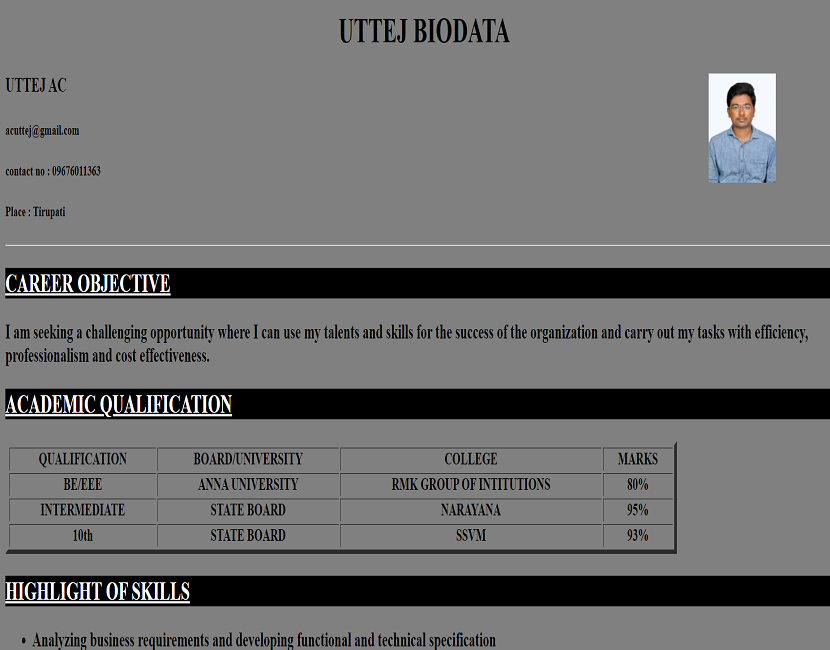 UTTEJ BIODATA
UTTEJ AC
acuttej@gmail.com
contact no : 09676011363
Place : Tirupati
CAREER OBJECTIVE
I am seeking a challenging opportunity where I can use my talents and skills for the success of the organization and carry out my tasks with efficiency,
professionalism and cost effectiveness.
ACADEMIC QUALIFICATION
QUALIFICATION BOARD/UNIVERSITY COLLEGE MARKS
BE/EEE ANNA UNIVERSITY RMK GROUP OF INTITUTIONS 80%
INTERMEDIATE STATE BOARD NARAYANA 95%
10th STATE BOARD SSVM 93%
HIGHLIGHT OF SKILLS
• Analyzing business requirements and developing functional and technical specification